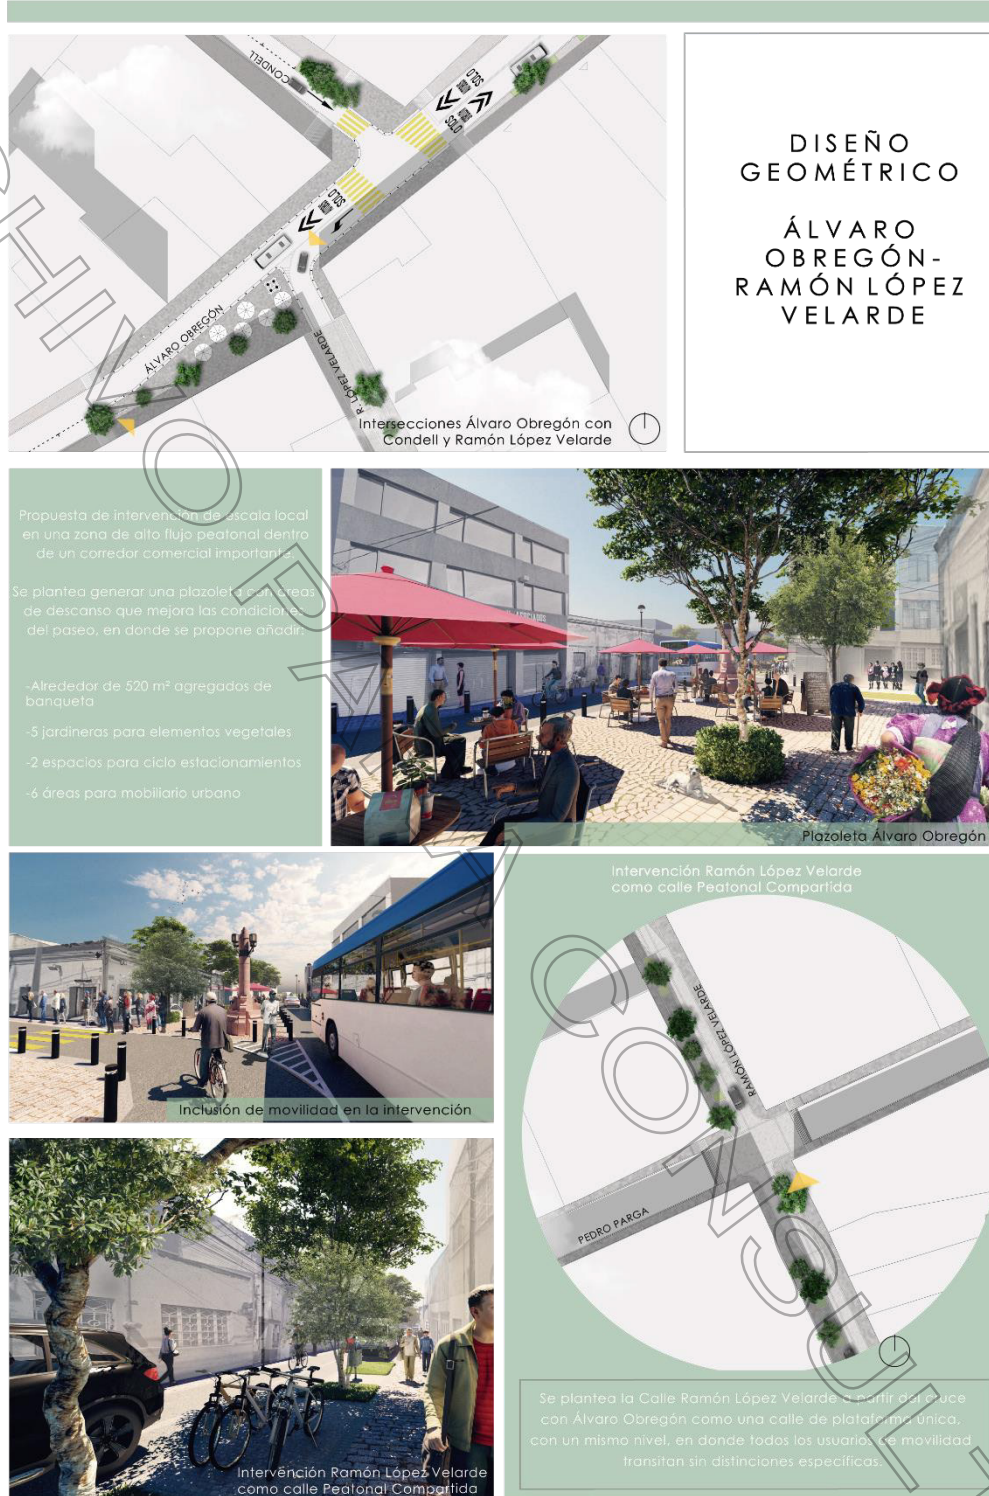 DISEÑO
GEOMÉTRICO
ÁLVARO
OBREGÓN-
RAMÓN LÓPEZ
VELARDE
CONDELL
SOLO
SOLO
SOLO
ÁLVARO OBREGÓN
R. LÓPEZ VELARDE
Intersecciones Álvaro Obregón con
Condell y Ramón López Velarde
Propuesta de intervención de escala local
en una zona de alto flujo peatonal dentro
de un corredor comercial importante.
Se plantea generar una plazoleta con áreas
de descanso que mejora las condiciones
del paseo, en donde se propone añadir:
-Alrededor de 520 m² agregados de
banqueta
-5 jardineras para elementos vegetales
-2 espacios para ciclo estacionamientos
-6 áreas para mobiliario urbano
Plazoleta Álvaro Obregón
Inclusión de movilidad en la intervención
Intervención Ramón López Velarde
como calle Peatonal Compartida
RAMÓN LÓPEZ VELARDE
PEDRO PARGA
Intervención Ramón López Velarde
como calle Peatonal Compartida
Se plantea la Calle Ramón López Velarde a partir del cruce
con Álvaro Obregón como una calle de plataforma única,
con un mismo nivel, en donde todos los usuarios de movilidad
transitan sin distinciones específicas.